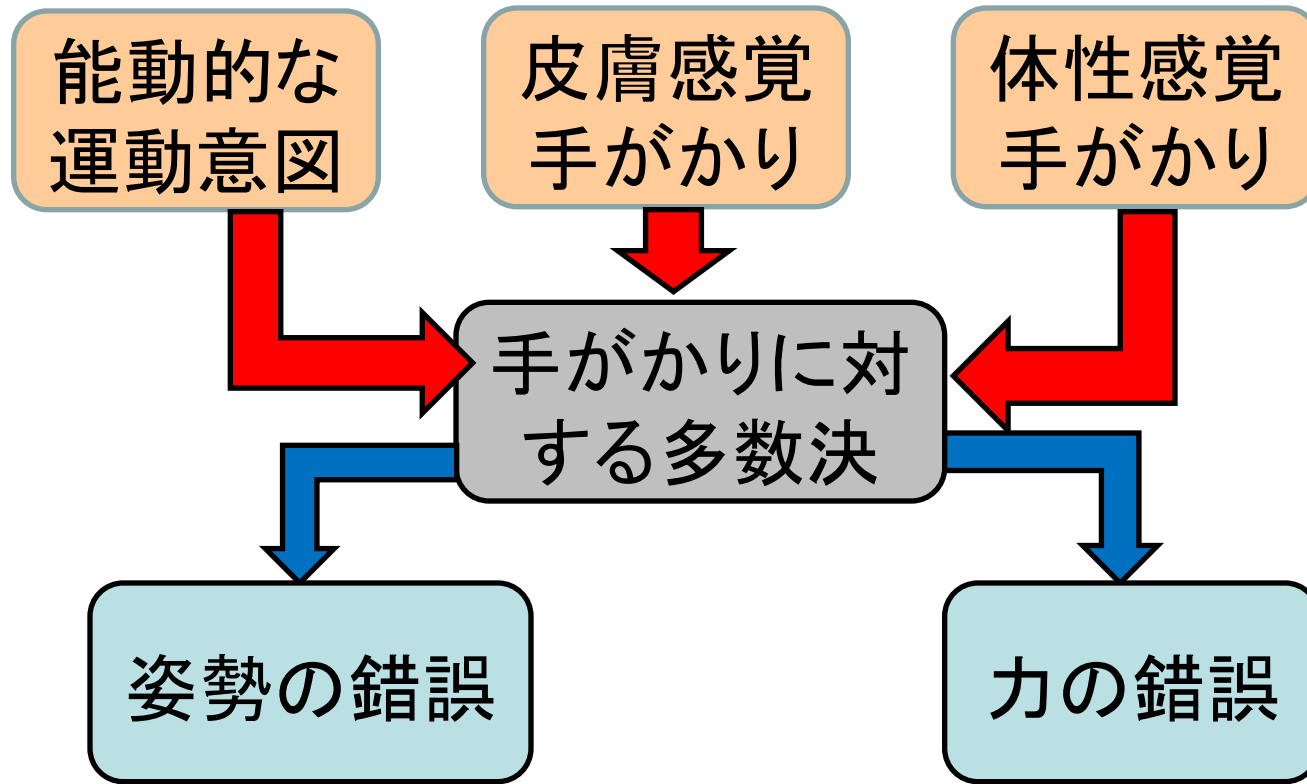 能動的な
運動意図
皮膚感覚
手がかり
体性感覚
手がかり
手がかりに対
する多数決
姿勢の錯誤
力の錯誤